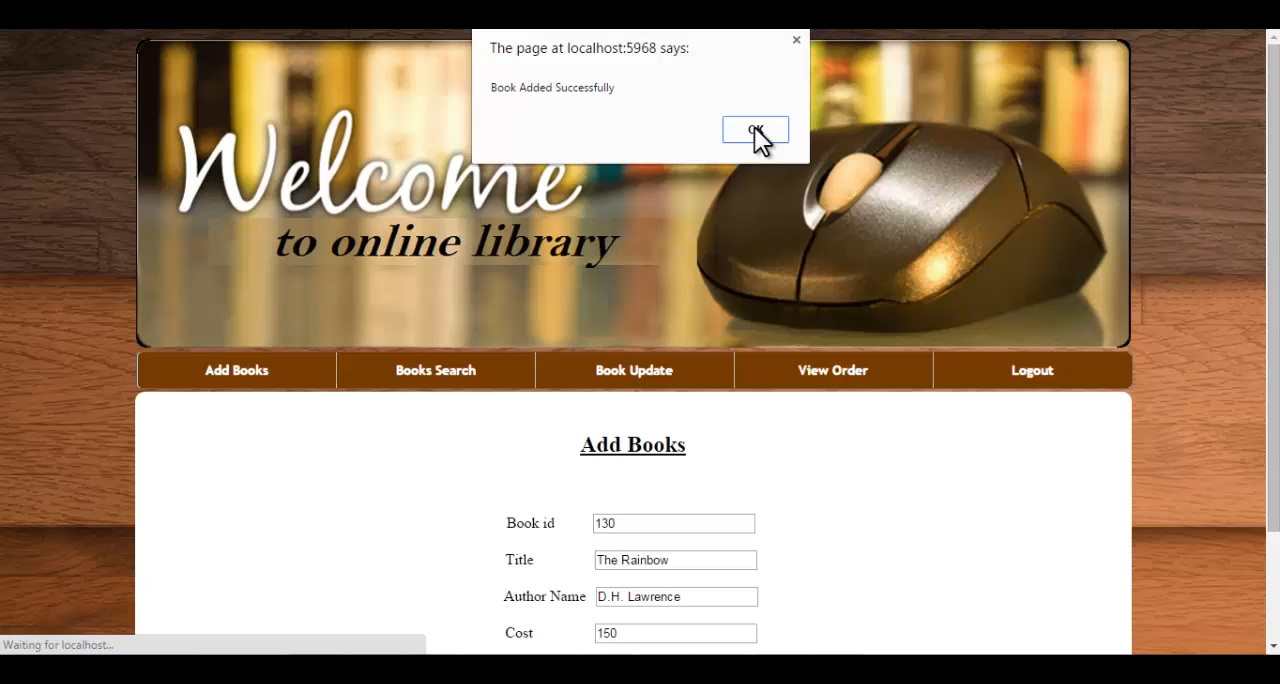 The page at localhost:5968 says:
Book Added Successfully
OK
Welcome
to online library
Add Books
Books Search
Book Update
View Order
Logout
Add Books
Book id 130
Title The Rainbow
Author Name D.H. Lawrence
Cost 150
Waiting for localhost...